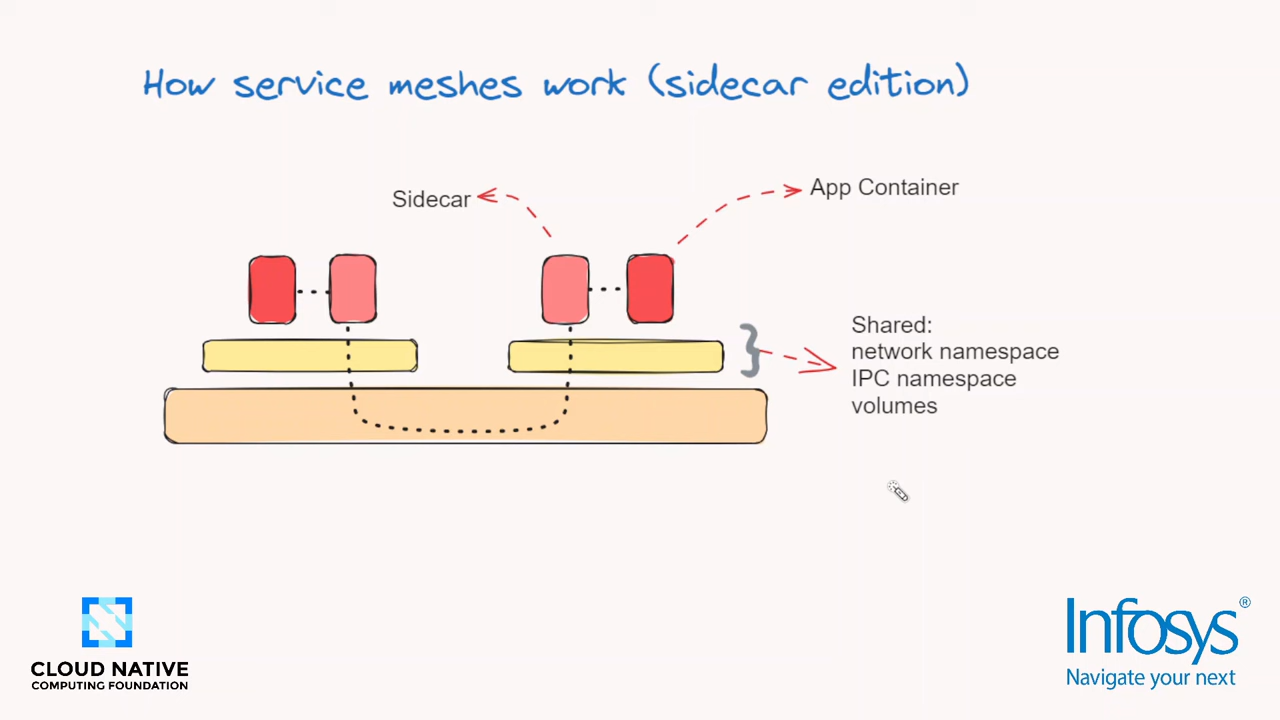 How service meshes work (sidecar edition)
Sidecar
App Container
Shared:
network namespace
IPC namespace
volumes
CLOUD NATIVE
COMPUTING FOUNDATION
Infosys®
Navigate your next